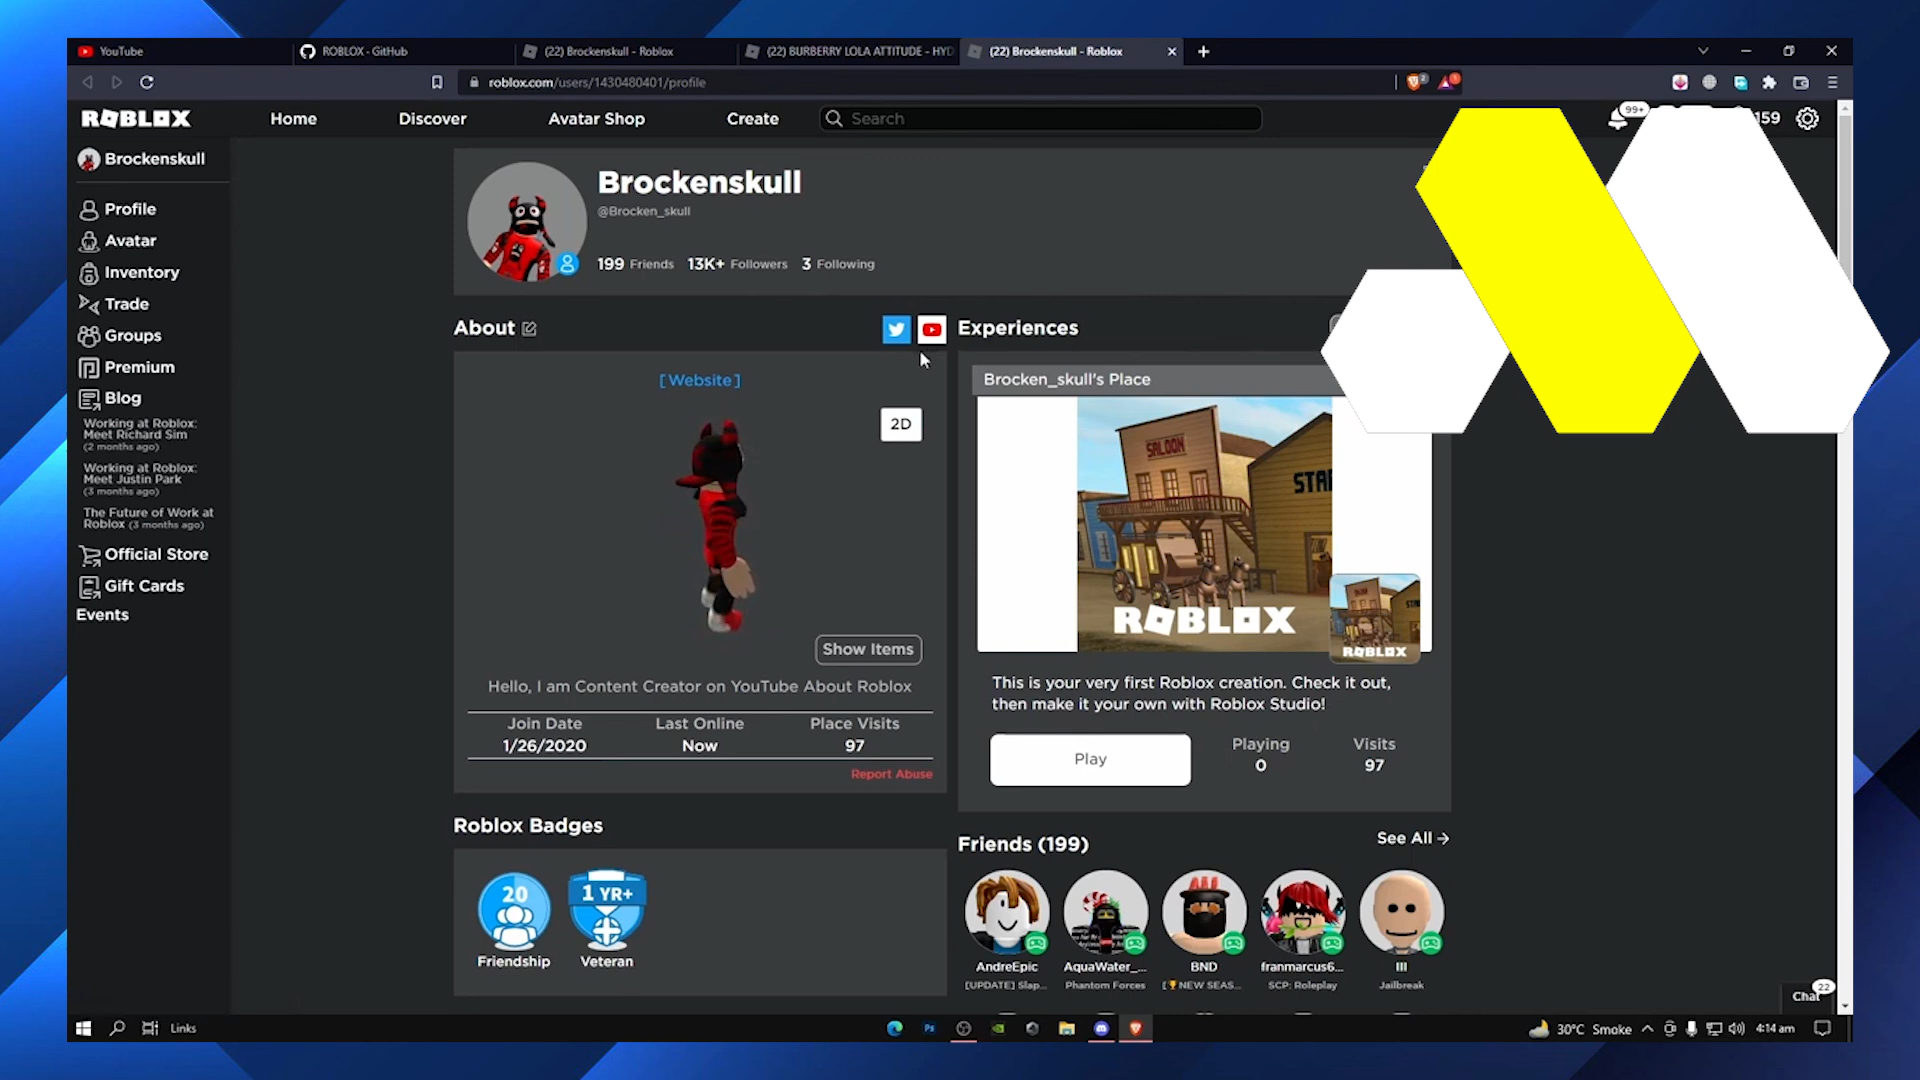 YouTube
ROBLOX - GitHub
(22) Brockenskull - Roblox
(22) BURBERRY LOLA ATTITUDE - HYD
(22) Brockenskull - Roblox
roblox.com/users/1430480401/profile
ROBLOX
Home
Discover
Avatar Shop
Create
Search
99+
159
Brockenskull
Profile
Avatar
Inventory
Trade
Groups
Premium
Blog
Working at Roblox:
Meet Richard Sim
(2 months ago)
Working at Roblox:
Meet Justin Park
(3 months ago)
The Future of Work at
Roblox (3 months ago)
Official Store
Gift Cards
Events
Brockenskull
@Brocken_skull
199 Friends 13K+ Followers 3 Following
About
[ Website ]
2D
Show Items
Hello, I am Content Creator on YouTube About Roblox
Join Date Last Online Place Visits
1/26/2020 Now 97
Report Abuse
Roblox Badges
20
1 YR+
Friendship Veteran
Experiences
Brocken_skull's Place
SALOON
STA
ROBLOX
ROBLOX
This is your very first Roblox creation. Check it out,
then make it your own with Roblox Studio!
Play
Playing Visits
0 97
Friends (199)
See All
AndreEpic AquaWater_... BND franmarcus6... III
[UPDATE] Slap... Phantom Forces [🏆NEW SEAS... SCP: Roleplay Jailbreak
Chat 22
Links
Ps
30°C Smoke
4:14 am